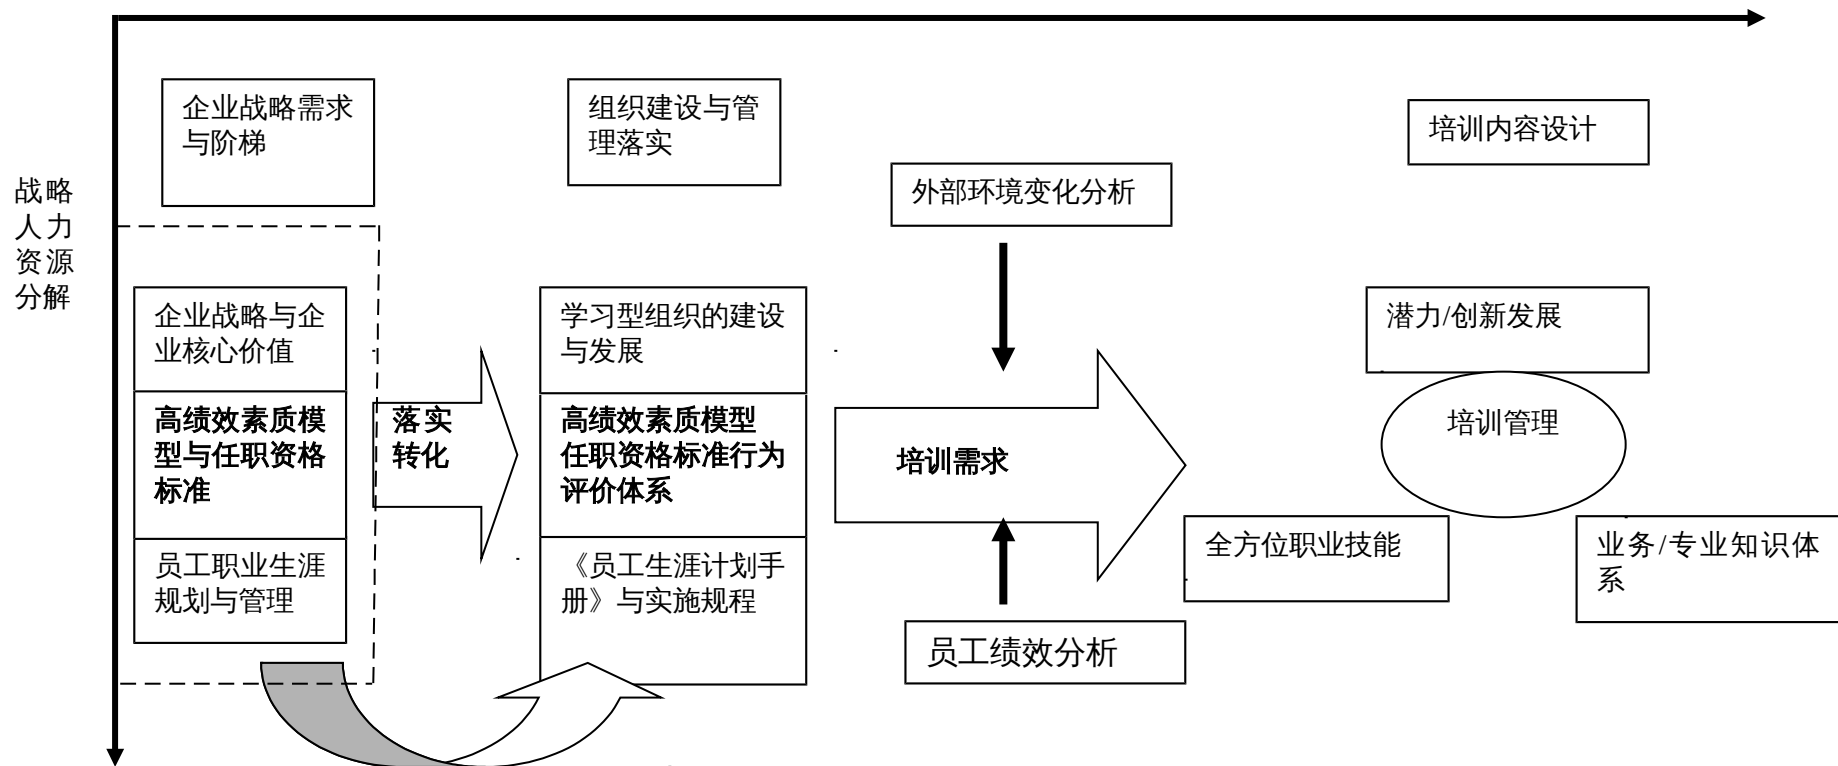 企业战略需求
与阶梯
组织建设与管
理落实
培训内容设计
外部环境变化分析
战略
人力
资源
分解
企业战略与企
业核心价值
高绩效素质模
型与任职资格
标准
员工职业生涯
规划与管理
落实
转化
学习型组织的建设
与发展
高绩效素质模型
任职资格标准行为
评价体系
《员工生涯计划手
册》与实施规程
培训需求
员工绩效分析
潜力/创新发展
培训管理
全方位职业技能
业务/专业知识体
系